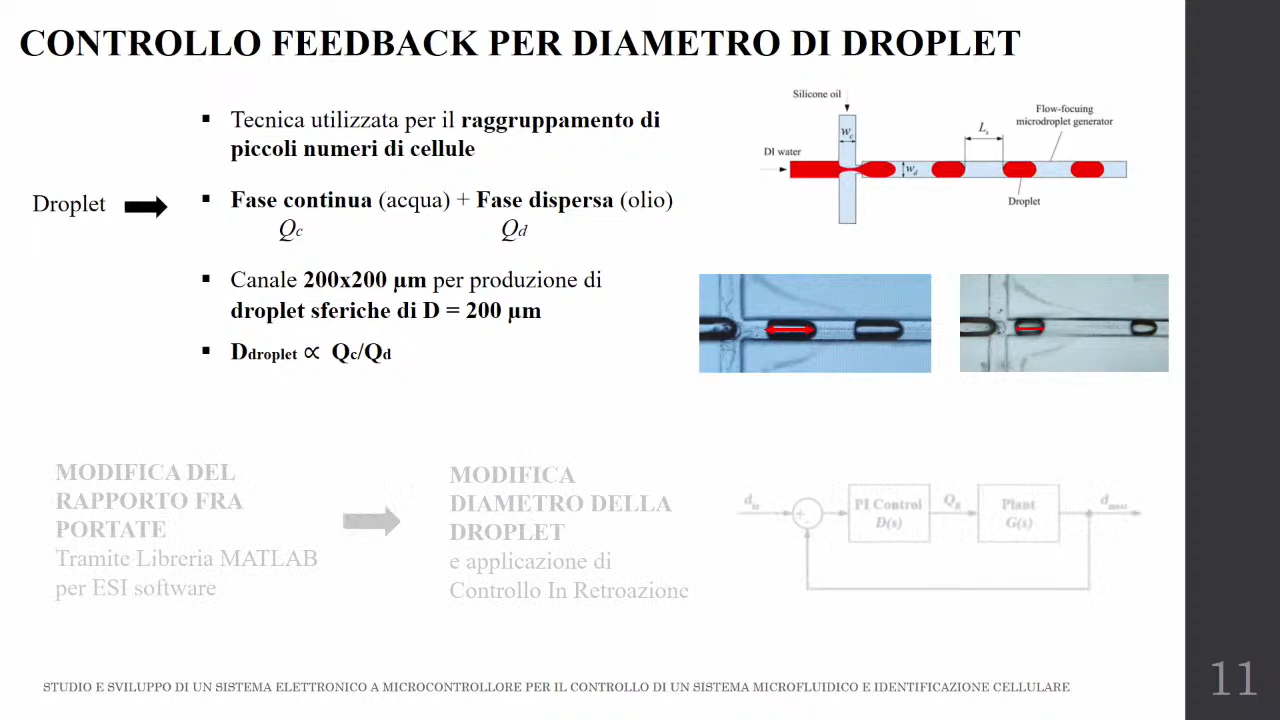 CONTROLLO FEEDBACK PER DIAMETRO DI DROPLET
Droplet
▪ Tecnica utilizzata per il raggruppamento di
piccoli numeri di cellule
▪ Fase continua (acqua) + Fase dispersa (olio)
Qc Qd
▪ Canale 200x200 µm per produzione di
droplet sferiche di D = 200 µm
▪ Ddroplet ∝ Qc/Qd
Silicone oil
Flow-focuing
microdroplet generator
wc
Ls
DI water
wd
Droplet
MODIFICA DEL
RAPPORTO FRA
PORTATE
Tramite Libreria MATLAB
per ESI software
MODIFICA
DIAMETRO DELLA
DROPLET
e applicazione di
Controllo In Retroazione
+
-
PI Control
D(s)
Plant
G(s)
STUDIO E SVILUPPO DI UN SISTEMA ELETTRONICO A MICROCONTROLLORE PER IL CONTROLLO DI UN SISTEMA MICROFLUIDICO E IDENTIFICAZIONE CELLULARE
11